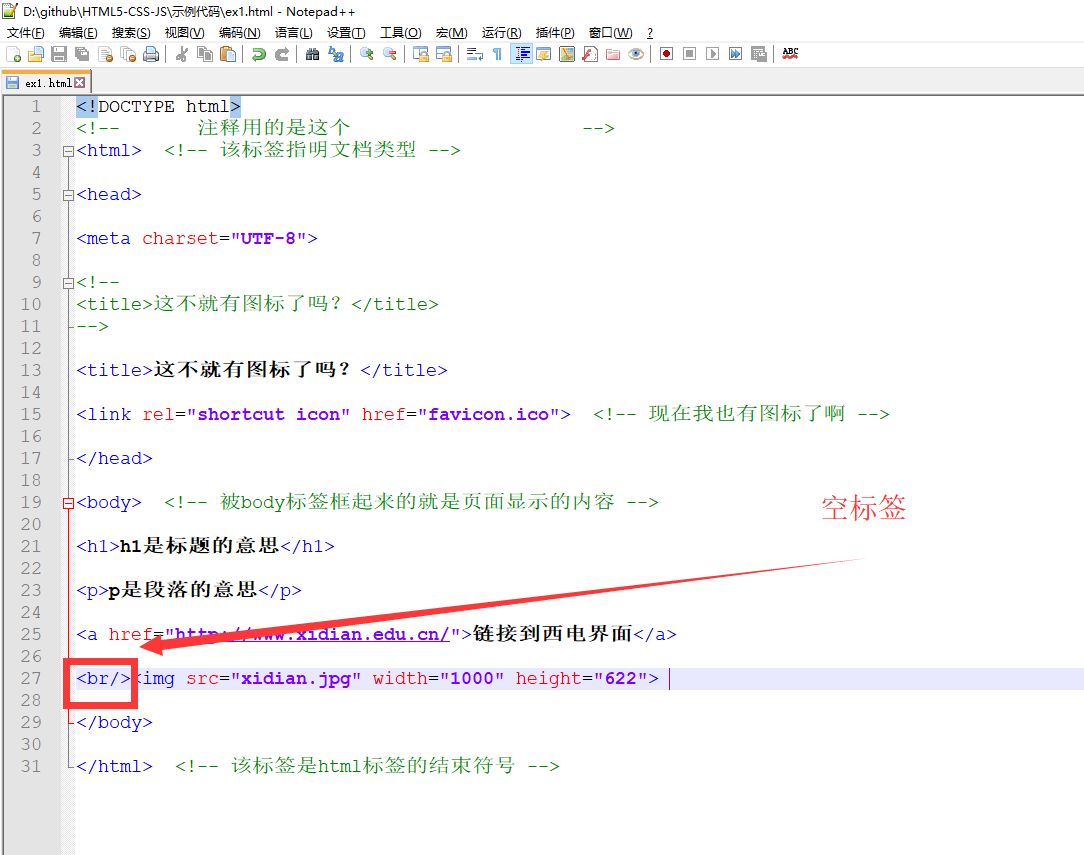 D:\github\HTML5-CSS-JS\示例代码\ex1.html - Notepad++
文件(F) 编辑(E) 搜索(S) 视图(V) 编码(N) 语言(L) 设置(T) 工具(O) 宏(M) 运行(R) 插件(P) 窗口(W) ?
ABC
ex1.html
1 <!DOCTYPE html>
2 <!-- 注释用的是这个 -->
3 <html> <!-- 该标签指明文档类型 -->
4
5 <head>
6
7 <meta charset="UTF-8">
8
9 <!--
10 <title>这不就有图标了吗？</title>
11 -->
12
13 <title>这不就有图标了吗？</title>
14
15 <link rel="shortcut icon" href="favicon.ico"> <!-- 现在我也有图标了啊 -->
16
17 </head>
18
19 <body> <!-- 被body标签框起来的就是页面显示的内容 -->
空标签
20
21 <h1>h1是标题的意思</h1>
22
23 <p>p是段落的意思</p>
24
25 <a href="http://www.xidian.edu.cn/">链接到西电界面</a>
26
27 <br/><img src="xidian.jpg" width="1000" height="622">
28
29 </body>
30
31 </html> <!-- 该标签是html标签的结束符号 -->